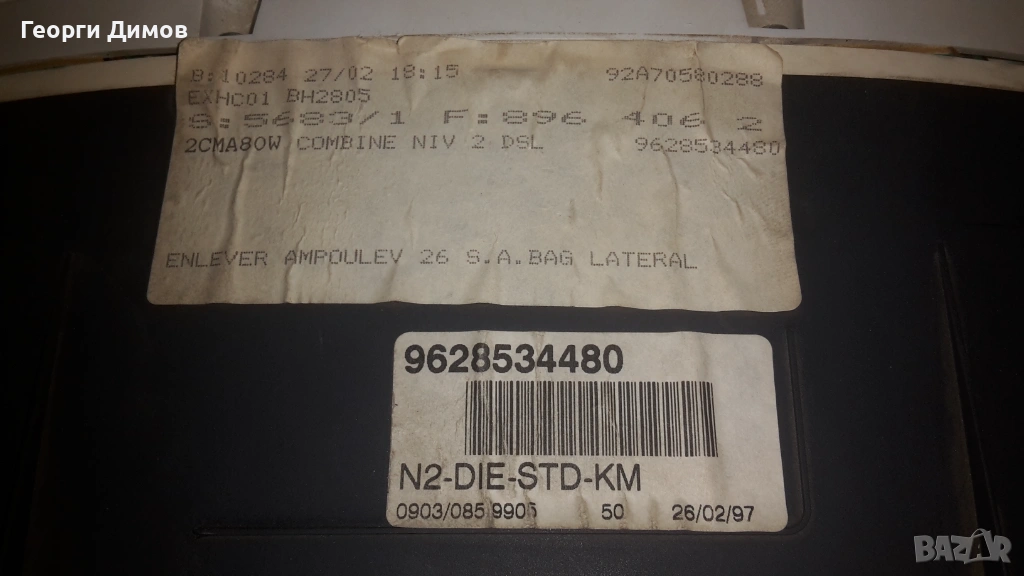 Георги Димов
B:10284 27/02 18:15 92A70580288
EXHC01 BH2805
S:5683/1 F:896 406 2
2CMA80W COMBINE NIV 2 DSL 9628534480
ENLEVER AMPOULEV 26 S.A.BAG LATERAL
9628534480
N2-DIE-STD-KM
0903/085 9905 50 26/02/97
BAZAR